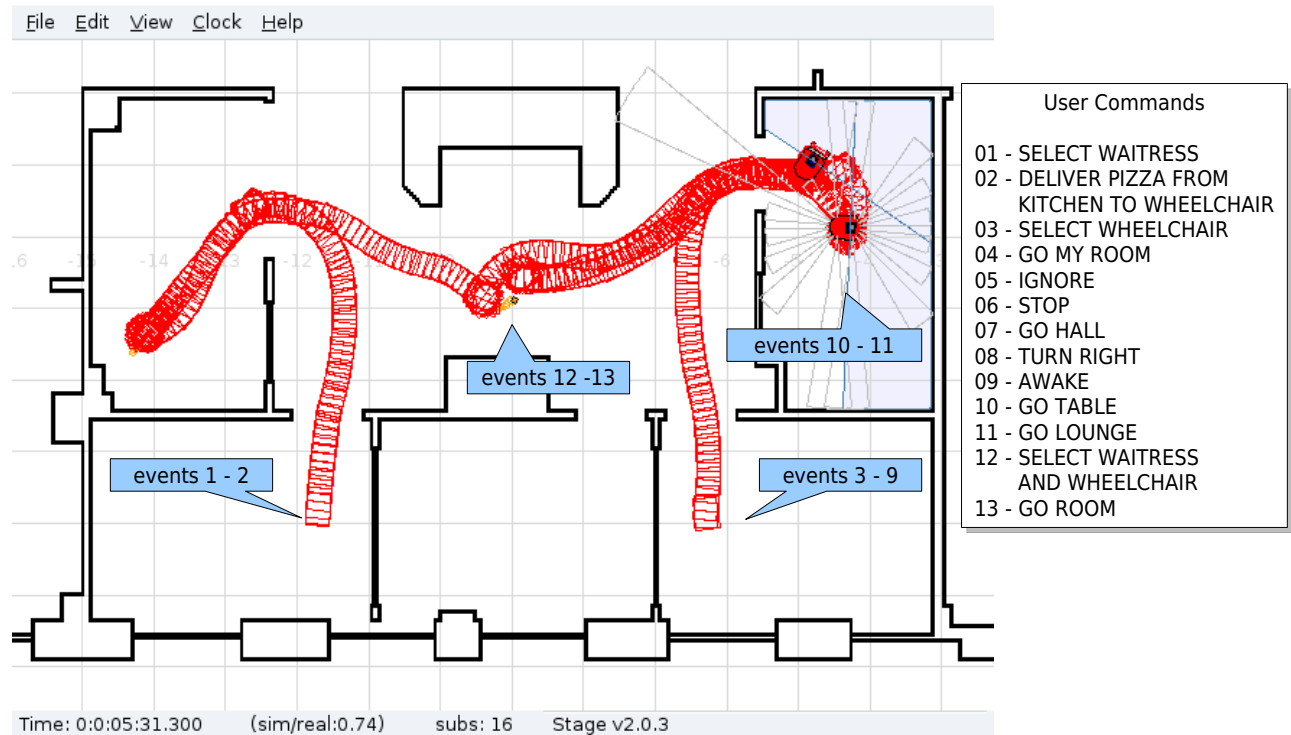 File Edit View Clock Help
User Commands
01 - SELECT WAITRESS
02 - DELIVER PIZZA FROM
KITCHEN TO WHEELCHAIR
03 - SELECT WHEELCHAIR
04 - GO MY ROOM
05 - IGNORE
06 - STOP
07 - GO HALL
08 - TURN RIGHT
09 - AWAKE
10 - GO TABLE
11 - GO LOUNGE
12 - SELECT WAITRESS
AND WHEELCHAIR
13 - GO ROOM
-14
-12
-6
events 10 - 11
events 12 -13
events 1 - 2
events 3 - 9
Time: 0:0:05:31.300 (sim/real:0.74) subs: 16 Stage v2.0.3